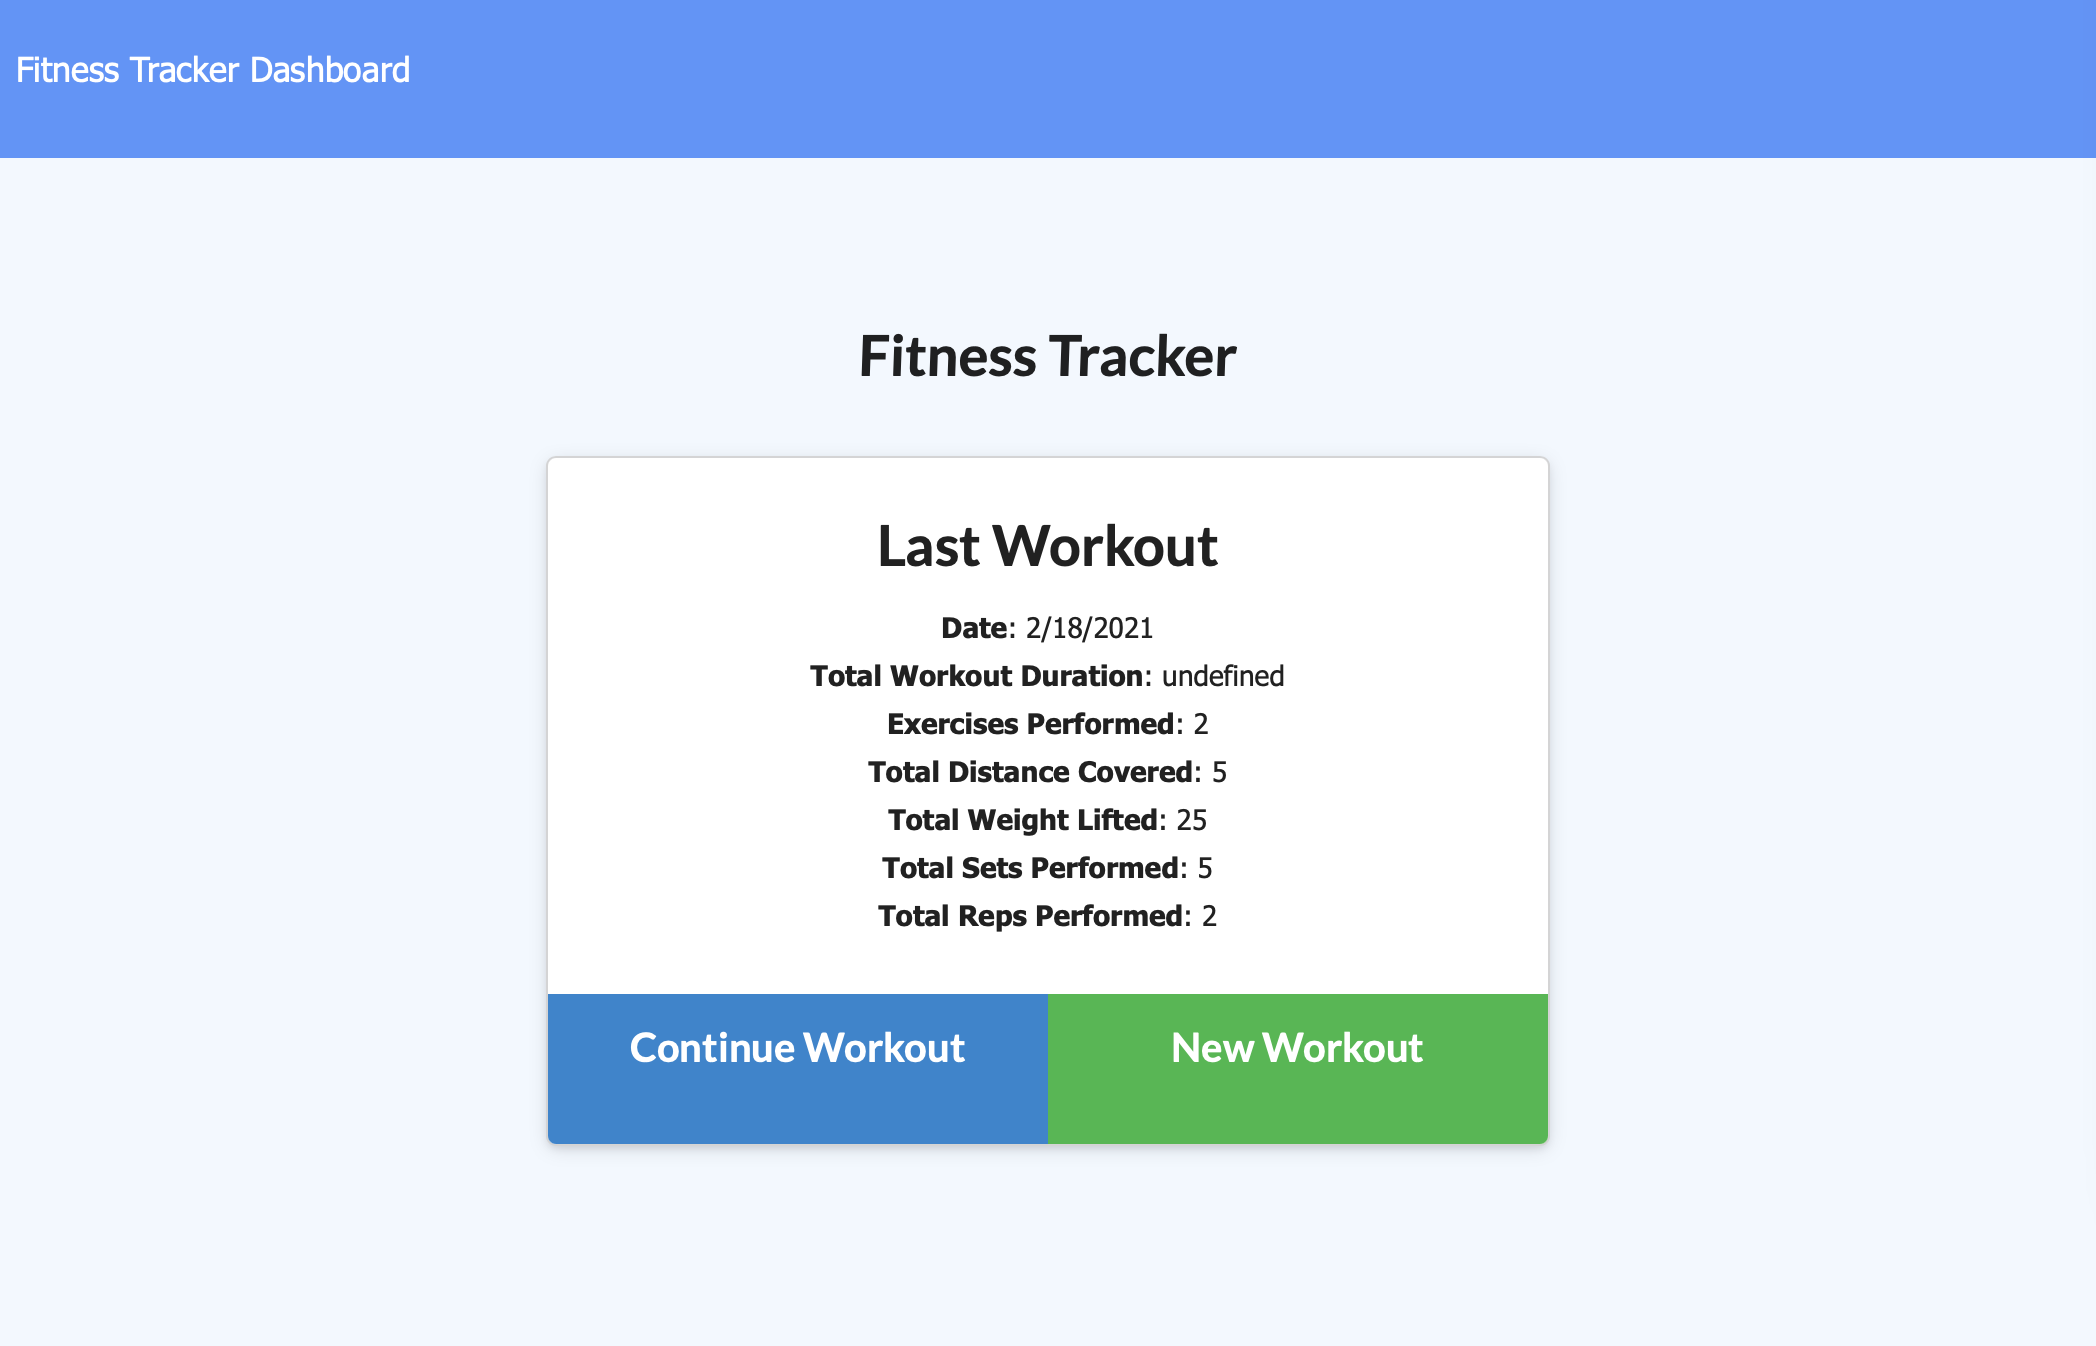 Fitness Tracker Dashboard
Fitness Tracker
Last Workout
Date: 2/18/2021
Total Workout Duration: undefined
Exercises Performed: 2
Total Distance Covered: 5
Total Weight Lifted: 25
Total Sets Performed: 5
Total Reps Performed: 2
Continue Workout
New Workout